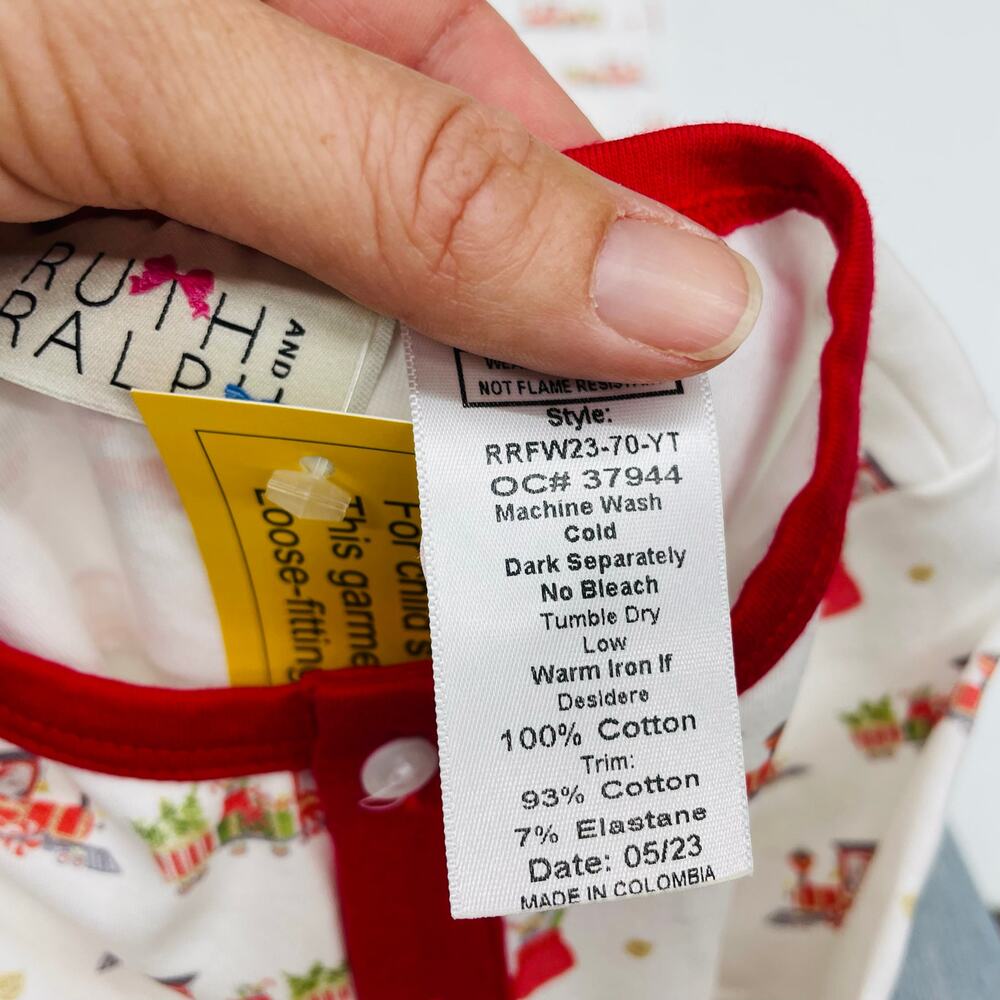 RUTH
AND
RALPH
For child's
This garme
Loose-fitting
NOT FLAME RESISTANT
Style:
RRFW23-70-YT
OC# 37944
Machine Wash
Cold
Dark Separately
No Bleach
Tumble Dry
Low
Warm Iron If
Desidere
100% Cotton
Trim:
93% Cotton
7% Elastane
Date: 05/23
MADE IN COLOMBIA